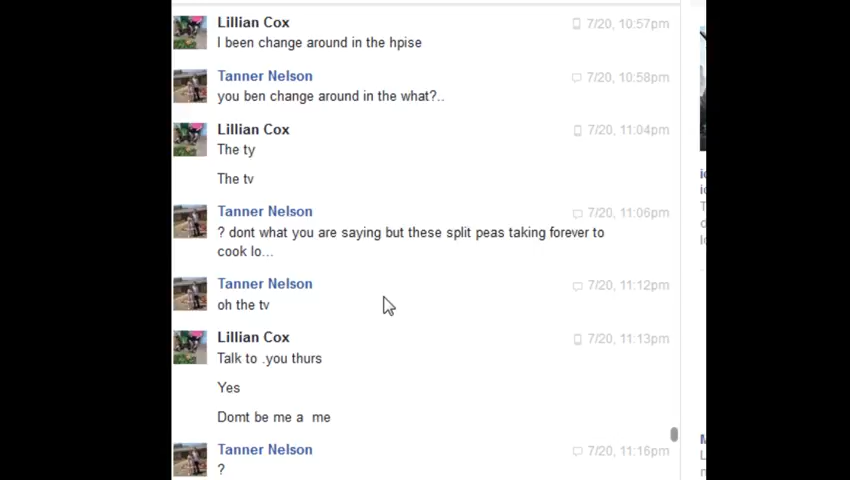 Lillian Cox
7/20, 10:57pm
I been change around in the hpise
Tanner Nelson
7/20, 10:58pm
you ben change around in the what?..
Lillian Cox
7/20, 11:04pm
The ty
The tv
Tanner Nelson
7/20, 11:06pm
? dont what you are saying but these split peas taking forever to
cook lo...
Tanner Nelson
7/20, 11:12pm
oh the tv
Lillian Cox
7/20, 11:13pm
Talk to .you thurs
Yes
Domt be me a  me
Tanner Nelson
7/20, 11:16pm
?